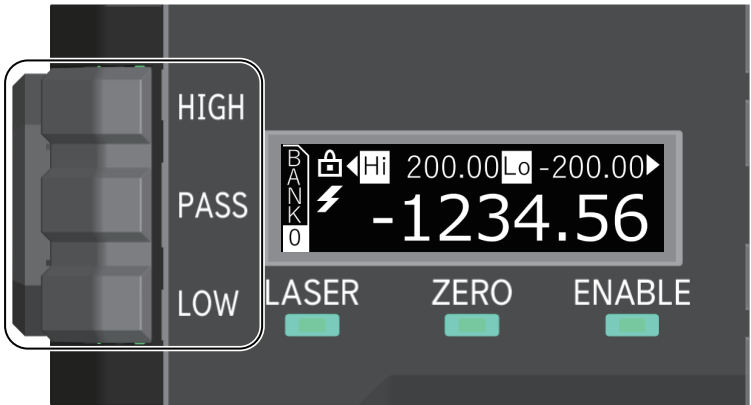 HIGH
PASS
LOW
BANK
0
Hi 200.00 Lo -200.00
-1234.56
LASER ZERO ENABLE